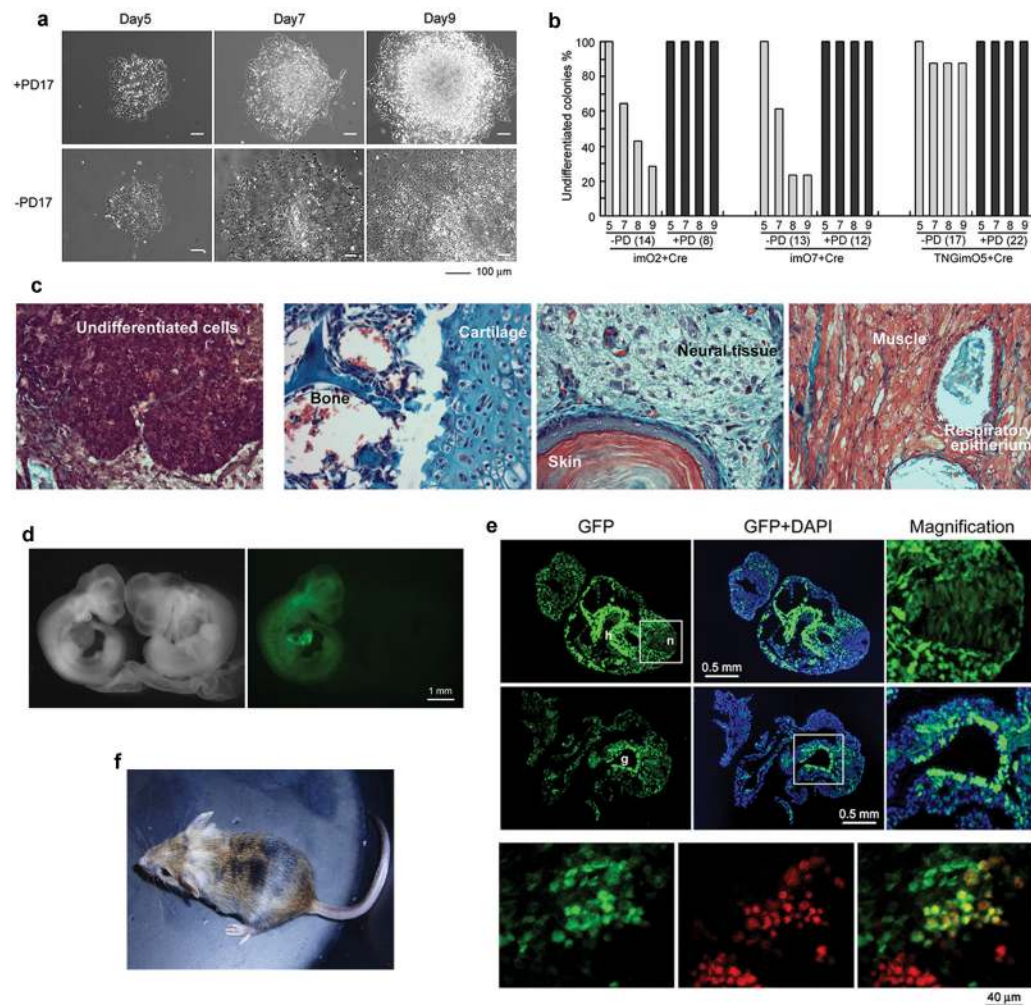 a
Day5 Day7 Day9
+PD17
-PD17
100 µm
b
Undifferentiated colonies %
100
80
60
40
20
0
5 7 8 9 5 7 8 9 5 7 8 9 5 7 8 9 5 7 8 9 5 7 8 9
-PD (14) +PD (8) -PD (13) +PD (12) -PD (17) +PD (22)
imO2+Cre imO7+Cre TNGimO5+Cre
c
Undifferentiated cells
Cartilage
Bone
Neural tissue
Skin
Muscle
Respiratory
epitherium
d
1 mm
e
GFP GFP+DAPI Magnification
h
n
0.5 mm
g
0.5 mm
40 µm
f